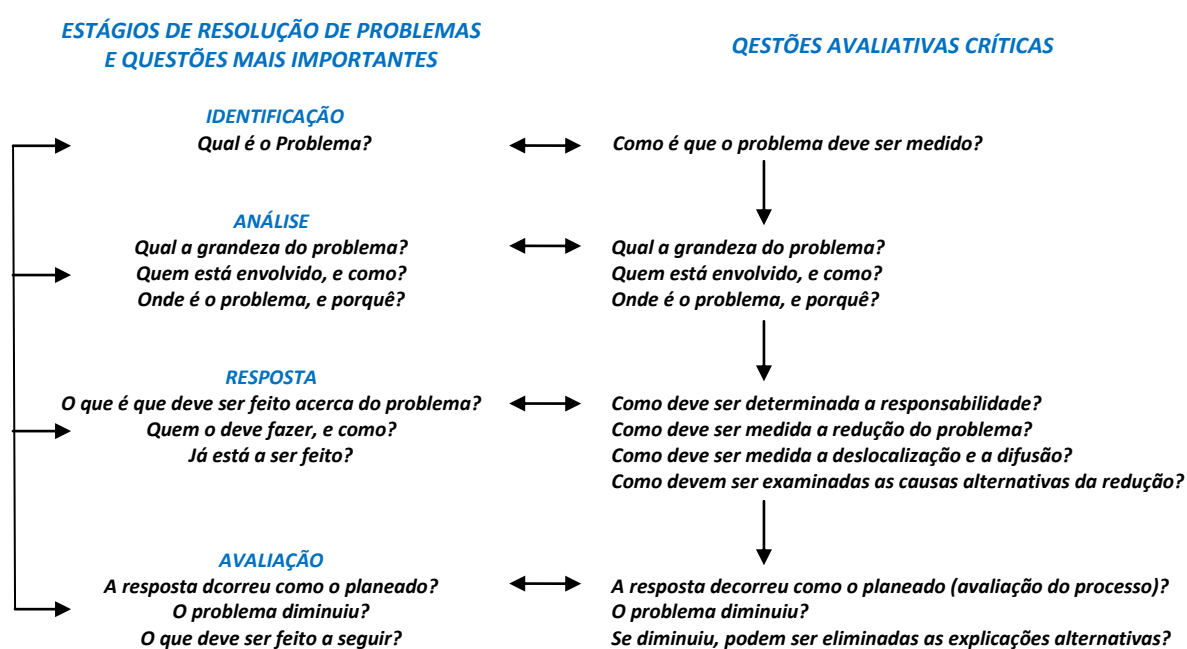 ESTÁGIOS DE RESOLUÇÃO DE PROBLEMAS
E QUESTÕES MAIS IMPORTANTES
QESTÕES AVALIATIVAS CRÍTICAS
IDENTIFICAÇÃO
Qual é o Problema?
Como é que o problema deve ser medido?
ANÁLISE
Qual a grandeza do problema?
Quem está envolvido, e como?
Onde é o problema, e porquê?
Qual a grandeza do problema?
Quem está envolvido, e como?
Onde é o problema, e porquê?
RESPOSTA
O que é que deve ser feito acerca do problema?
Quem o deve fazer, e como?
Já está a ser feito?
Como deve ser determinada a responsabilidade?
Como deve ser medida a redução do problema?
Como deve ser medida a deslocalização e a difusão?
Como devem ser examinadas as causas alternativas da redução?
AVALIAÇÃO
A resposta dcorreu como o planeado?
O problema diminuiu?
O que deve ser feito a seguir?
A resposta decorreu como o planeado (avaliação do processo)?
O problema diminuiu?
Se diminuiu, podem ser eliminadas as explicações alternativas?